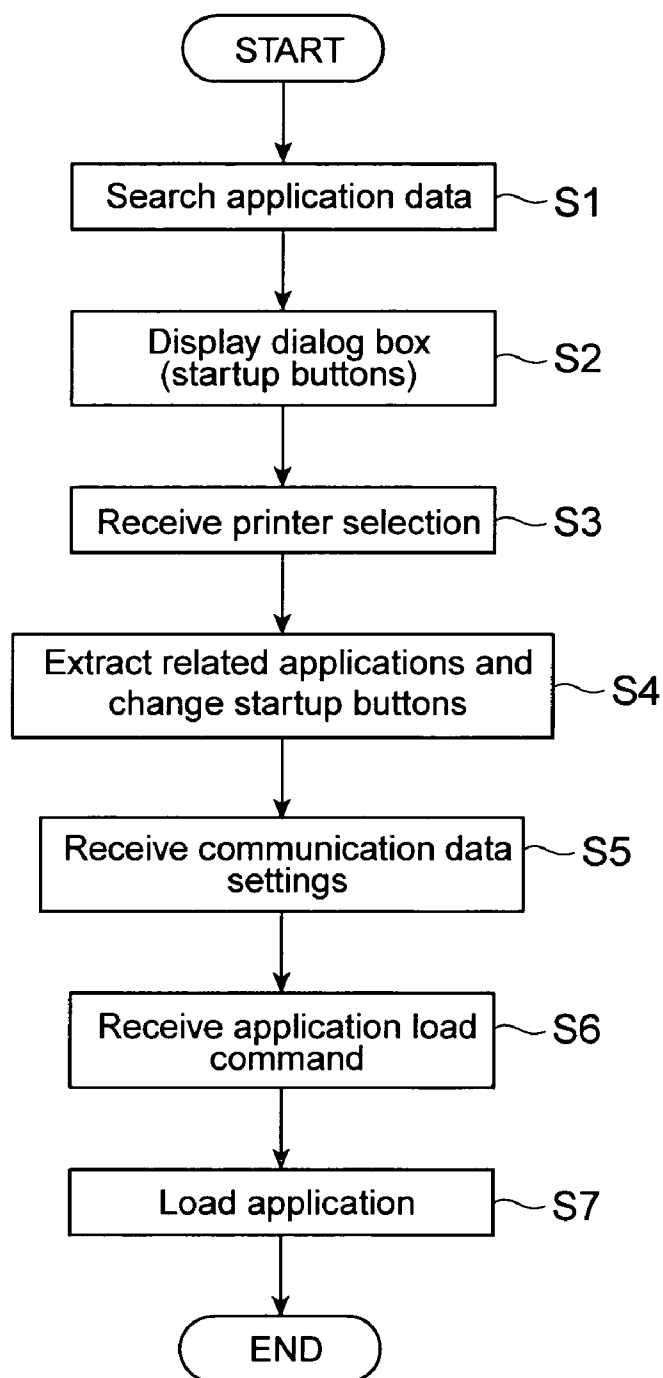 START
Search application data
S1
Display dialog box
(startup buttons)
S2
Receive printer selection
S3
Extract related applications and
change startup buttons
S4
Receive communication data
settings
S5
Receive application load
command
S6
Load application
S7
END